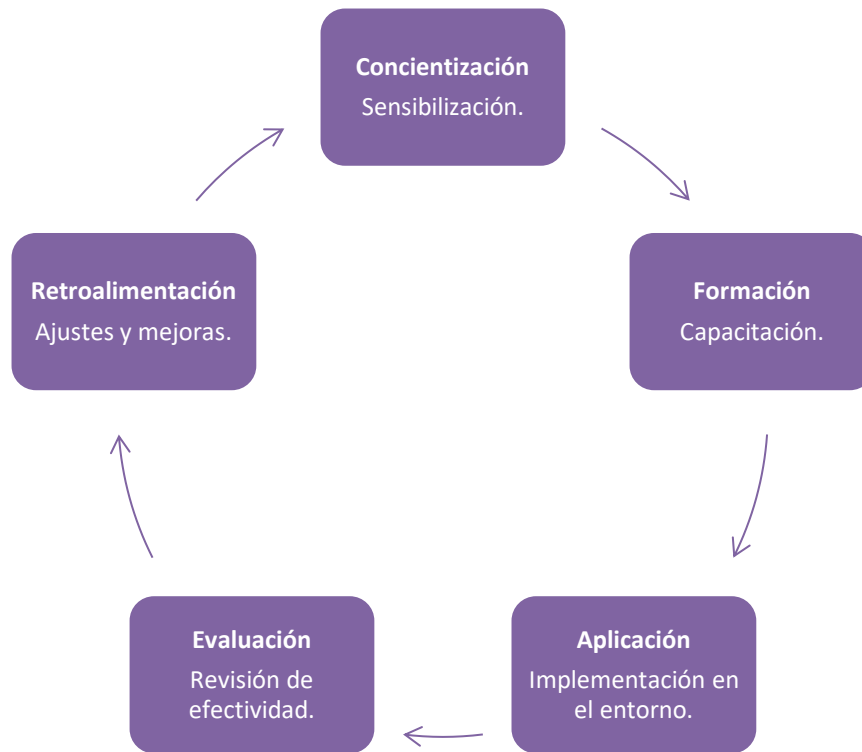 Concientización
Sensibilización.
Formación
Capacitación.
Aplicación
Implementación en
el entorno.
Evaluación
Revisión de
efectividad.
Retroalimentación
Ajustes y mejoras.